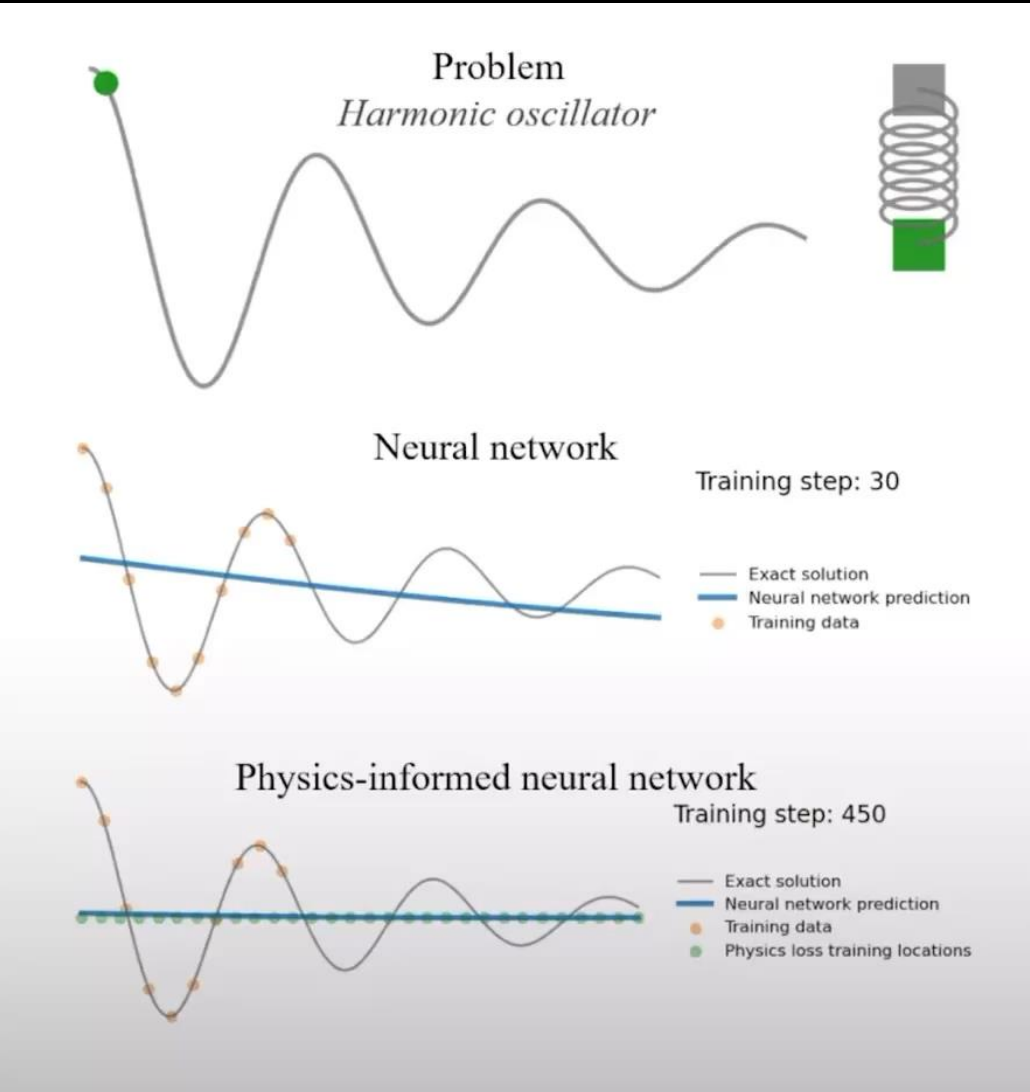 Problem
Harmonic oscillator
Neural network
Training step: 30
Exact solution
Neural network prediction
Training data
Physics-informed neural network
Training step: 450
Exact solution
Neural network prediction
Training data
Physics loss training locations